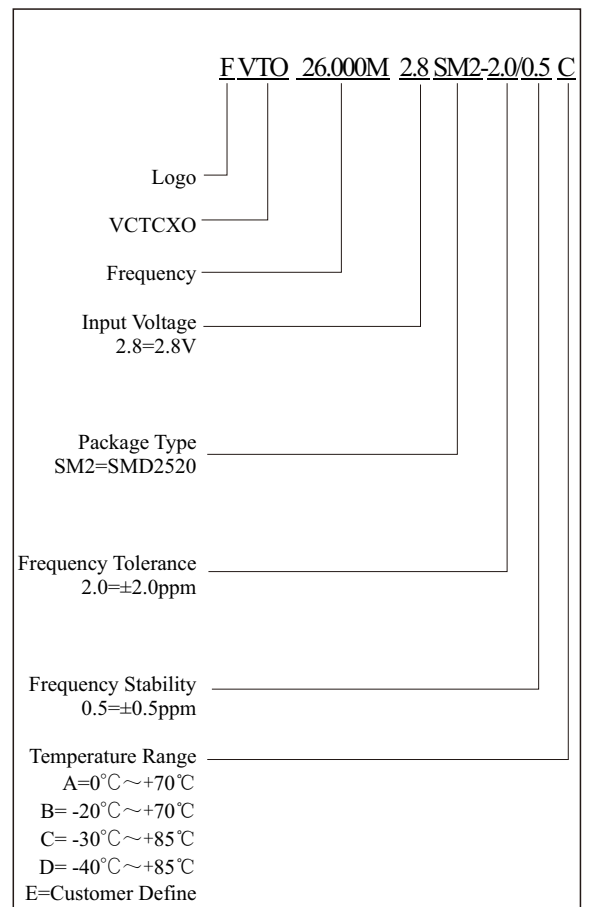 F VTO 26.000M 2.8 SM2-2.0/0.5 C
Logo
VCTCXO
Frequency
Input Voltage
2.8=2.8V
Package Type
SM2=SMD2520
Frequency Tolerance
2.0=±2.0ppm
Frequency Stability
0.5=±0.5ppm
Temperature Range
A=0℃～+70℃
B= -20℃～+70℃
C= -30℃～+85℃
D= -40℃～+85℃
E=Customer Define